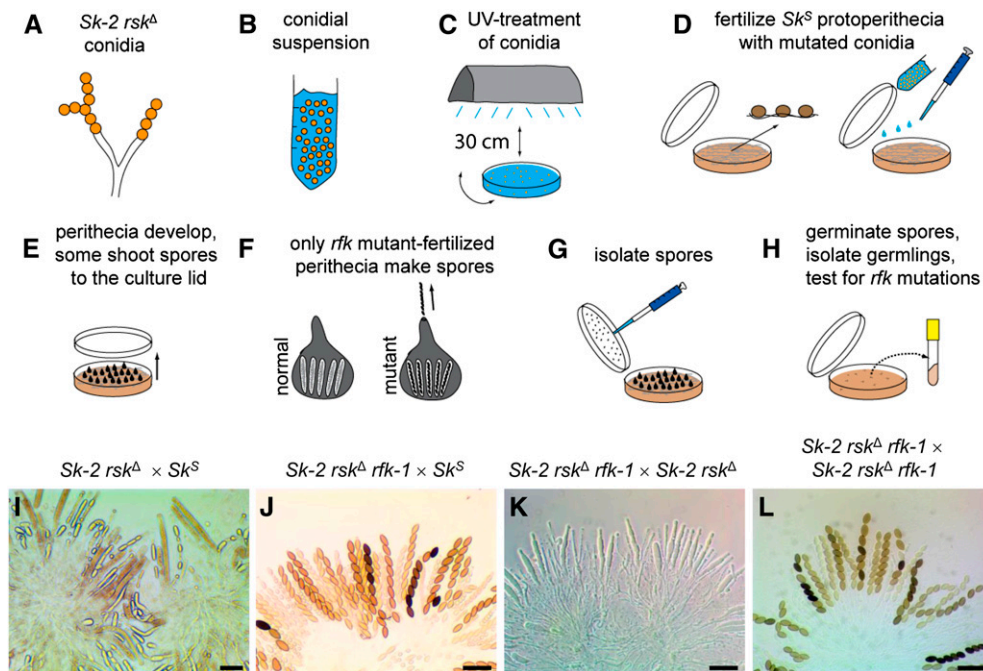 A
Sk-2 rskΔ
conidia
B
conidial
suspension
C
UV-treatment
of conidia
30 cm
D
fertilize SkS protoperithecia
with mutated conidia
E
perithecia develop,
some shoot spores
to the culture lid
F
only rfk mutant-fertilized
perithecia make spores
normal
mutant
G
isolate spores
H
germinate spores,
isolate germlings,
test for rfk mutations
Sk-2 rskΔ × SkS
I
Sk-2 rskΔ rfk-1 × SkS
J
Sk-2 rskΔ rfk-1 × Sk-2 rskΔ
K
Sk-2 rskΔ rfk-1 ×
Sk-2 rskΔ rfk-1
L